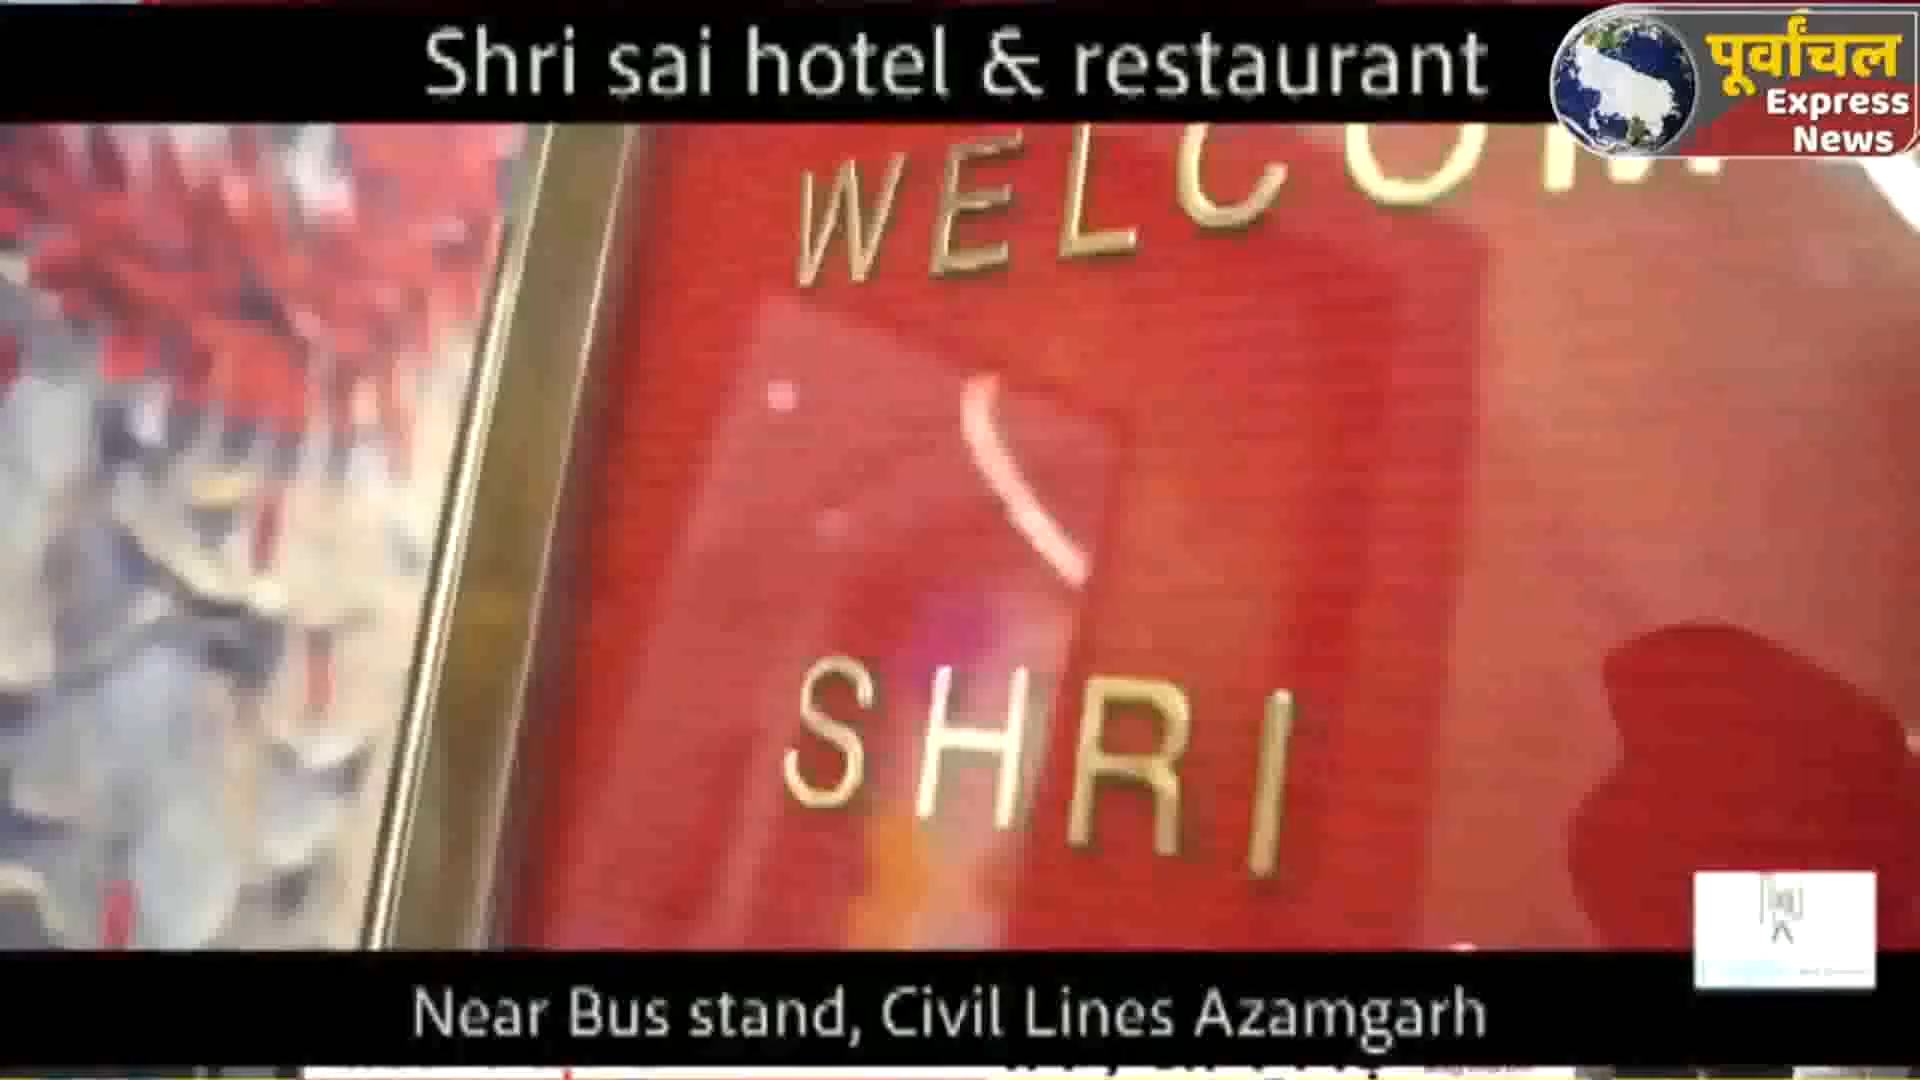 Shri sai hotel & restaurant
पूर्वांचल
Express
News
WELCOM
SHRI
Near Bus stand, Civil Lines Azamgarh